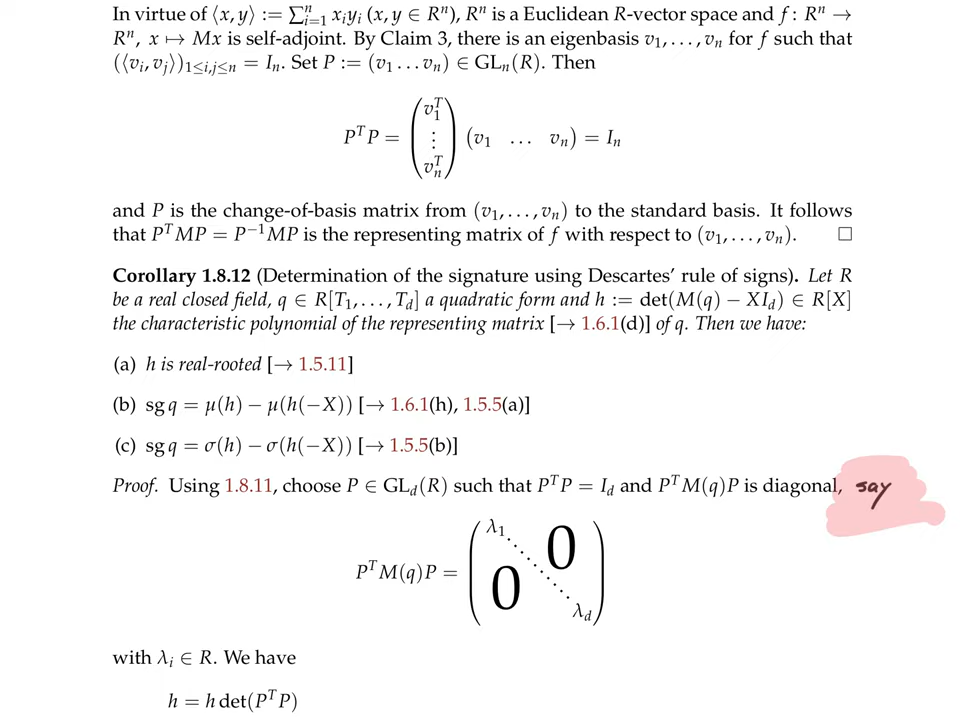 In virtue of ⟨x, y⟩ := ∑ⁿᵢ₌₁ xᵢyᵢ (x, y ∈ Rⁿ), Rⁿ is a Euclidean R-vector space and f : Rⁿ →
Rⁿ, x ↦ Mx is self-adjoint. By Claim 3, there is an eigenbasis v₁, . . . , vₙ for f such that
(⟨vᵢ, vⱼ⟩)₁≤ᵢ,ⱼ≤ₙ = Iₙ. Set P := (v₁ . . . vₙ) ∈ GLₙ(R). Then
PᵀP = (v₁ᵀ ⋮ vₙᵀ) (v₁ . . . vₙ) = Iₙ
and P is the change-of-basis matrix from (v₁, . . . , vₙ) to the standard basis. It follows
that PᵀMP = P⁻¹MP is the representing matrix of f with respect to (v₁, . . . , vₙ). □
Corollary 1.8.12 (Determination of the signature using Descartes' rule of signs). Let R
be a real closed field, q ∈ R[T₁, . . . , T_d] a quadratic form and h := det(M(q) − XI_d) ∈ R[X]
the characteristic polynomial of the representing matrix [→ 1.6.1(d)] of q. Then we have:
(a) h is real-rooted [→ 1.5.11]
(b) sg q = μ(h) − μ(h(−X)) [→ 1.6.1(h), 1.5.5(a)]
(c) sg q = σ(h) − σ(h(−X)) [→ 1.5.5(b)]
Proof. Using 1.8.11, choose P ∈ GL_d(R) such that PᵀP = I_d and PᵀM(q)P is diagonal, say
PᵀM(q)P = (λ₁ ⋱ λ_d) 0 0
with λᵢ ∈ R. We have
h = h det(PᵀP)